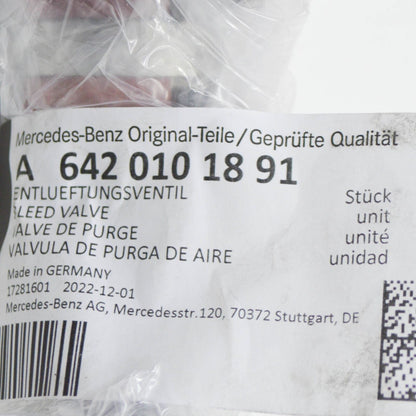 Mercedes-Benz Original-Teile/Geprüfte Qualität
A 642 010 18 91
ENTLUEFTUNGSVENTIL
BLEED VALVE
VALVE DE PURGE
VALVULA DE PURGA DE AIRE
Stück
unit
unité
unidad
Made in GERMANY
17281601 2022-12-01
Mercedes-Benz AG, Mercedesstr.120, 70372 Stuttgart, DE